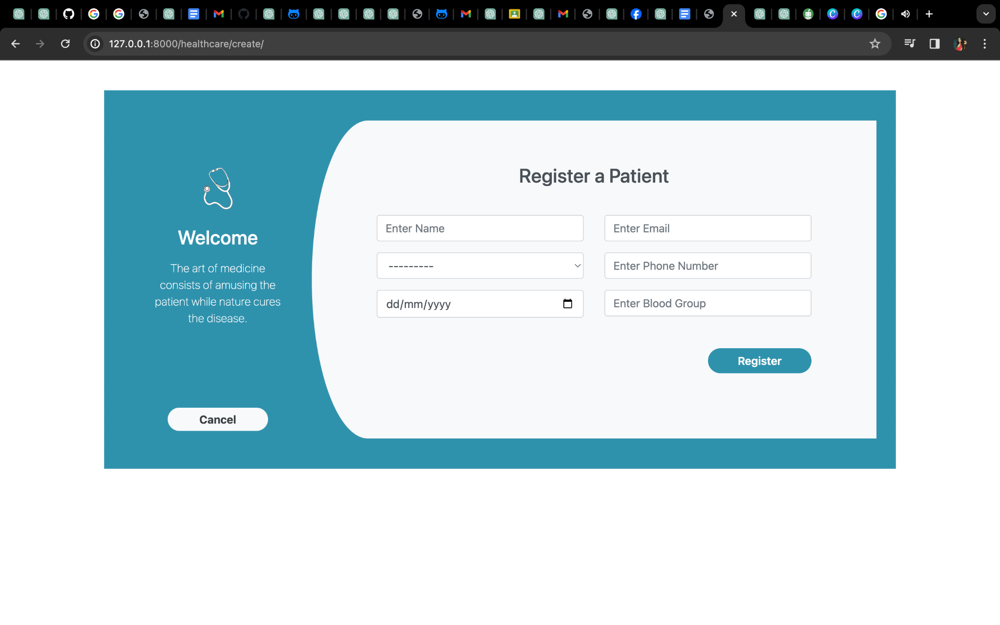 127.0.0.1:8000/healthcare/create/
Welcome
The art of medicine
consists of amusing the
patient while nature cures
the disease.
Cancel
Register a Patient
Enter Name
Enter Email
---------
Enter Phone Number
dd/mm/yyyy
Enter Blood Group
Register